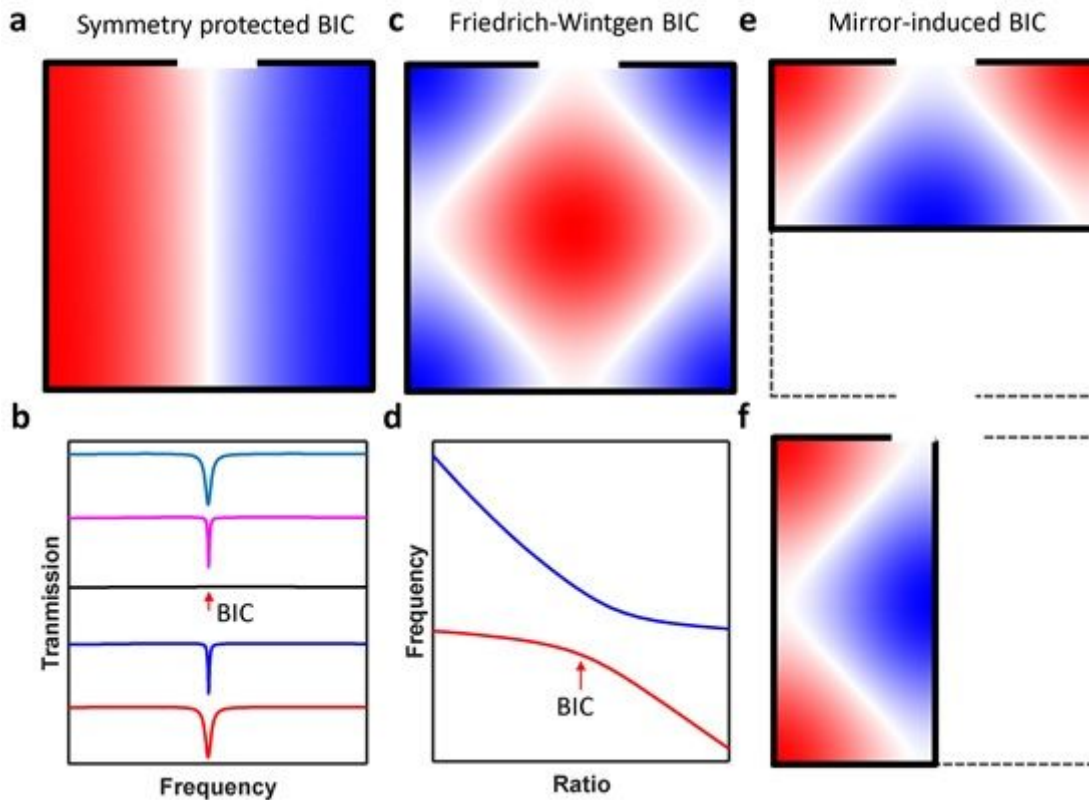 a Symmetry protected BIC
c Friedrich-Wintgen BIC
e Mirror-induced BIC
b
Tranmission
BIC
Frequency
d
Frequency
BIC
Ratio
f